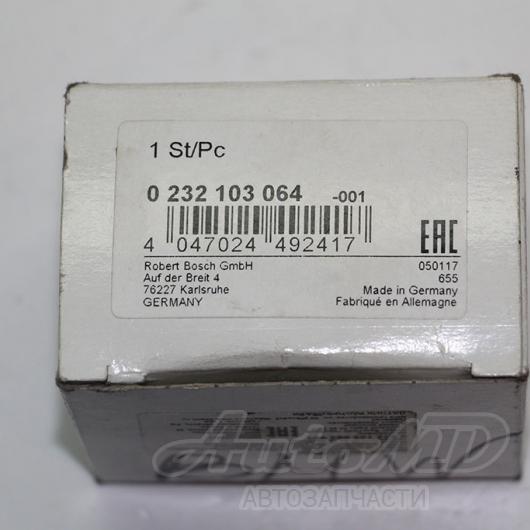 1 St/Pc
0 232 103 064 -001
4 047024 492417
EAC
Robert Bosch GmbH
Auf der Breit 4
76227 Karlsruhe
GERMANY
050117
655
Made in Germany
Fabriqué en Allemagne
EAC
AutoMD
АВТОЗАПЧАСТИ